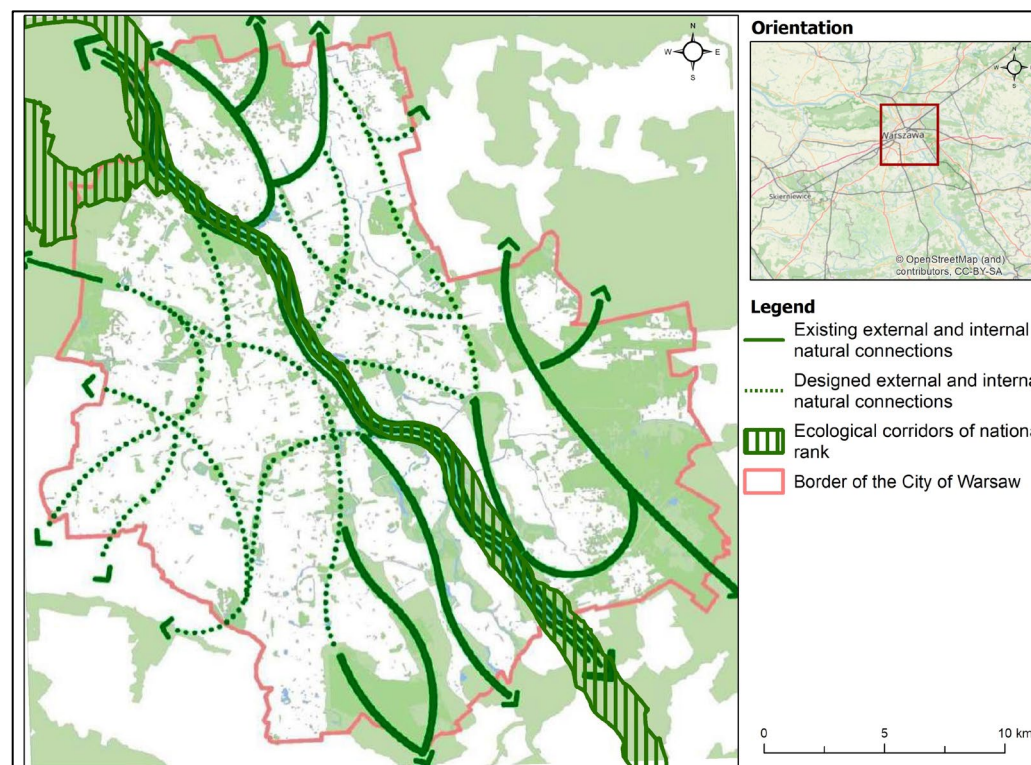 Orientation
N
W E
S
N
W
S
Warszawa
Skierniewice
© OpenStreetMap (and)
contributors, CC-BY-SA
Legend
Existing external and internal
natural connections
Designed external and interna
natural connections
Ecological corridors of nationa
rank
Border of the City of Warsaw
0 5 10 km